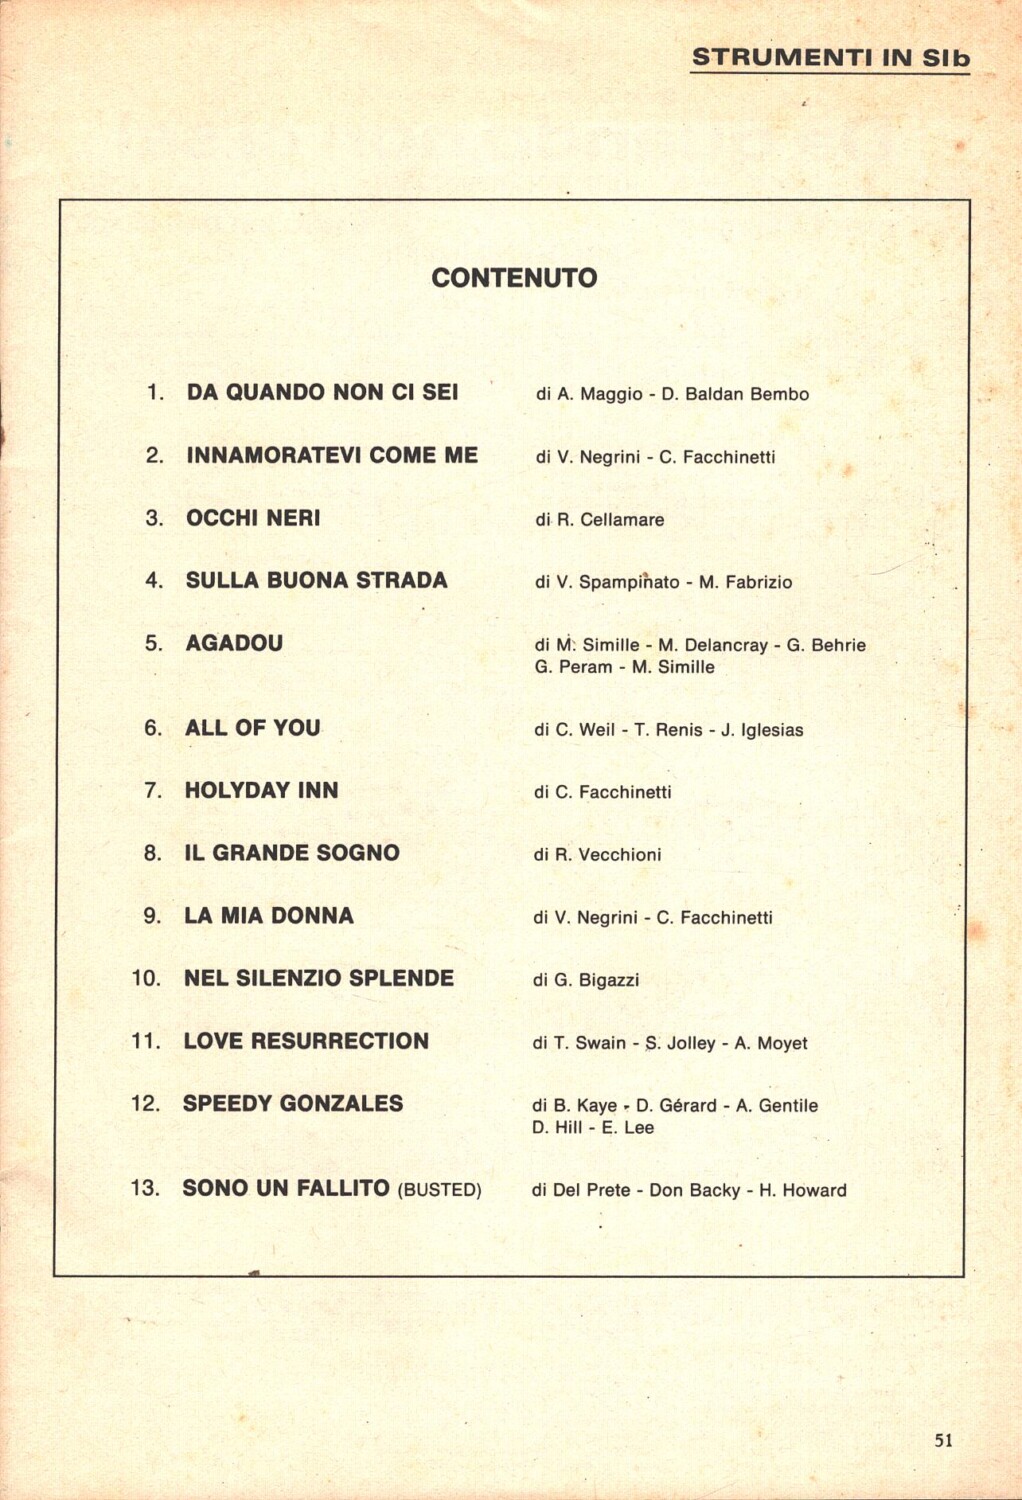 STRUMENTI IN SIb
CONTENUTO
1. DA QUANDO NON CI SEI di A. Maggio - D. Baldan Bembo
2. INNAMORATEVI COME ME di V. Negrini - C. Facchinetti
3. OCCHI NERI di R. Cellamare
4. SULLA BUONA STRADA di V. Spampinato - M. Fabrizio
5. AGADOU di M. Simille - M. Delancray - G. Behrie
G. Peram - M. Simille
6. ALL OF YOU di C. Weil - T. Renis - J. Iglesias
7. HOLYDAY INN di C. Facchinetti
8. IL GRANDE SOGNO di R. Vecchioni
9. LA MIA DONNA di V. Negrini - C. Facchinetti
10. NEL SILENZIO SPLENDE di G. Bigazzi
11. LOVE RESURRECTION di T. Swain - S. Jolley - A. Moyet
12. SPEEDY GONZALES di B. Kaye - D. Gérard - A. Gentile
D. Hill - E. Lee
13. SONO UN FALLITO (BUSTED) di Del Prete - Don Backy - H. Howard
51